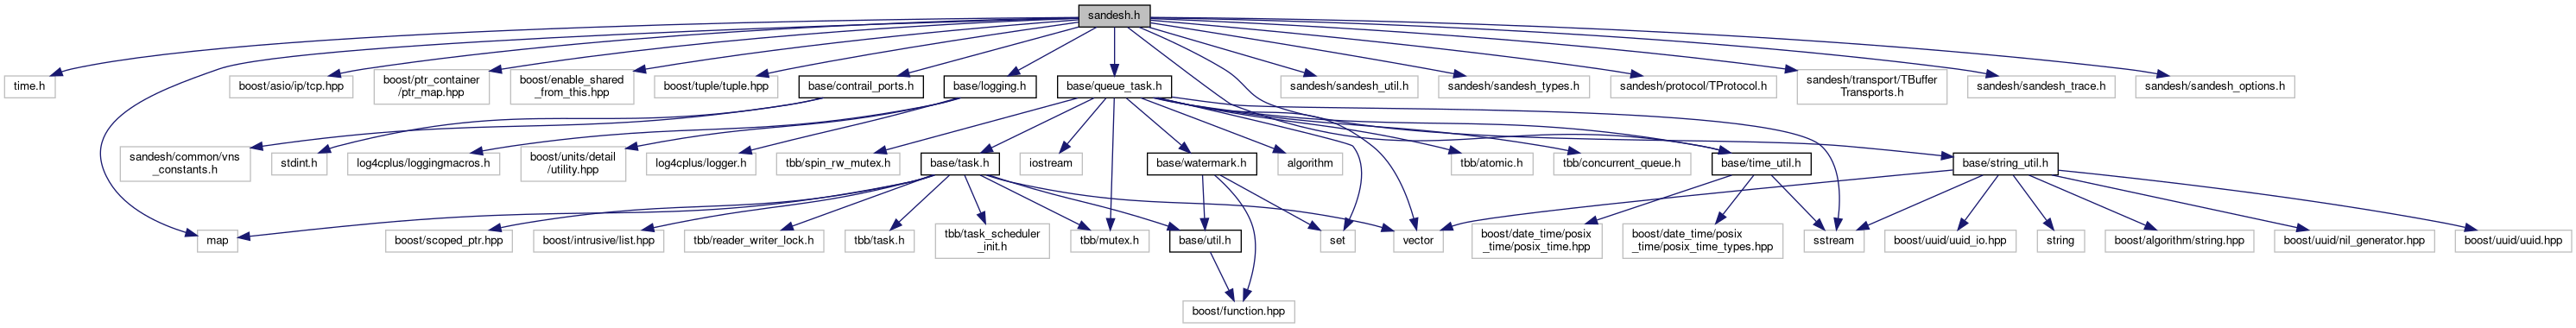 sandesh.h
time.h
boost/asio/ip/tcp.hpp
boost/ptr_container
/ptr_map.hpp
boost/enable_shared
_from_this.hpp
boost/tuple/tuple.hpp
base/contrail_ports.h
base/logging.h
base/queue_task.h
sandesh/sandesh_util.h
sandesh/sandesh_types.h
sandesh/protocol/TProtocol.h
sandesh/transport/TBuffer
Transports.h
sandesh/sandesh_trace.h
sandesh/sandesh_options.h
sandesh/common/vns
_constants.h
stdint.h
log4cplus/loggingmacros.h
boost/units/detail
/utility.hpp
log4cplus/logger.h
tbb/spin_rw_mutex.h
base/task.h
iostream
base/watermark.h
algorithm
tbb/atomic.h
tbb/concurrent_queue.h
base/time_util.h
base/string_util.h
map
boost/scoped_ptr.hpp
boost/intrusive/list.hpp
tbb/reader_writer_lock.h
tbb/task.h
tbb/task_scheduler
_init.h
tbb/mutex.h
base/util.h
set
vector
boost/date_time/posix
_time/posix_time.hpp
boost/date_time/posix
_time/posix_time_types.hpp
sstream
boost/uuid/uuid_io.hpp
string
boost/algorithm/string.hpp
boost/uuid/nil_generator.hpp
boost/uuid/uuid.hpp
boost/function.hpp